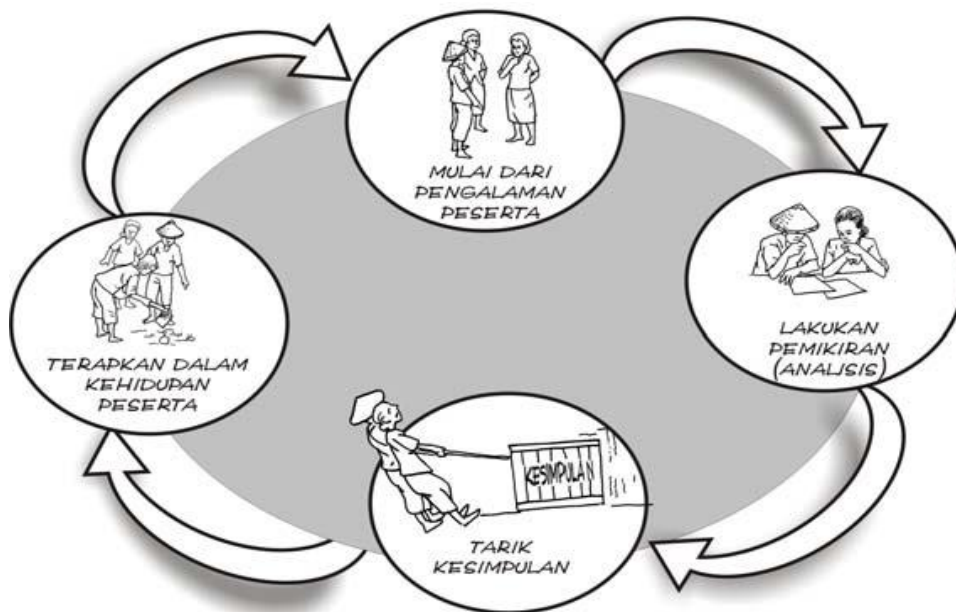 MULAI DARI
PENGALAMAN
PESERTA
LAKUKAN
PEMIKIRAN
(ANALISIS)
KESIMPULAN
TARIK
KESIMPULAN
TERAPKAN DALAM
KEHIDUPAN
PESERTA